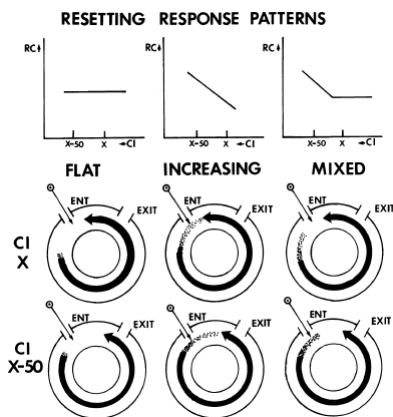 RESETTING RESPONSE PATTERNS
RC RC RC
X-50 X CI X-50 X CI X-50 X CI
FLAT INCREASING MIXED
ENT ENT ENT
EXIT EXIT EXIT
CI
X
ENT ENT ENT
EXIT EXIT EXIT
CI
X-50